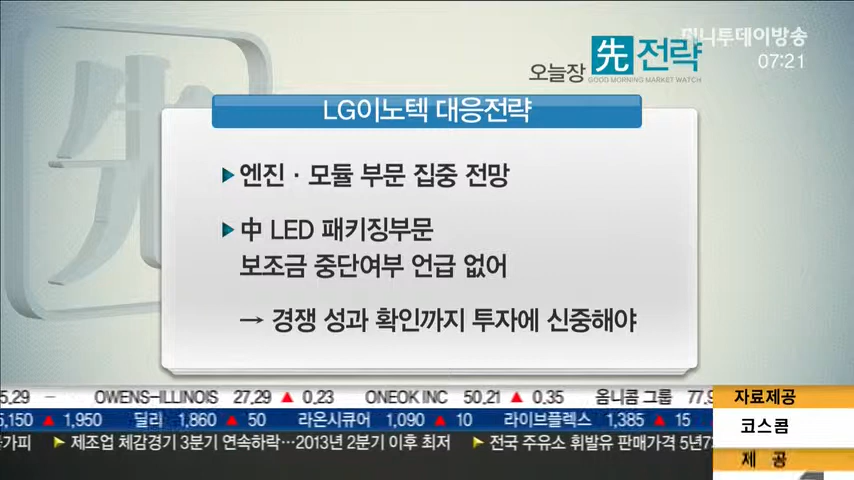 머니투데이방송
07:21
오늘장 先 전략
GOOD MORNING MARKET WATCH
LG이노텍 대응전략
▶엔진·모듈 부문 집중 전망
▶中 LED 패키징부문
보조금 중단여부 언급 없어
→ 경쟁 성과 확인까지 투자에 신중해야
5,29 – OWENS-ILLINOIS 27,29 ▲ 0,23 ONEOK INC 50,21 ▲ 0,35 옴니콤 그룹 77,9
5,150 ▲ 1,950 딜리 1,860 ▲ 50 라온시큐어 1,090 ▲ 10 라이브플렉스 1,385 ▲ 15
가피 ▶ 제조업 체감경기 3분기 연속하락…2013년 2분기 이후 최저 ▶ 전국 주유소 휘발유 판매가격 5년7
자료제공
코스콤
제 공